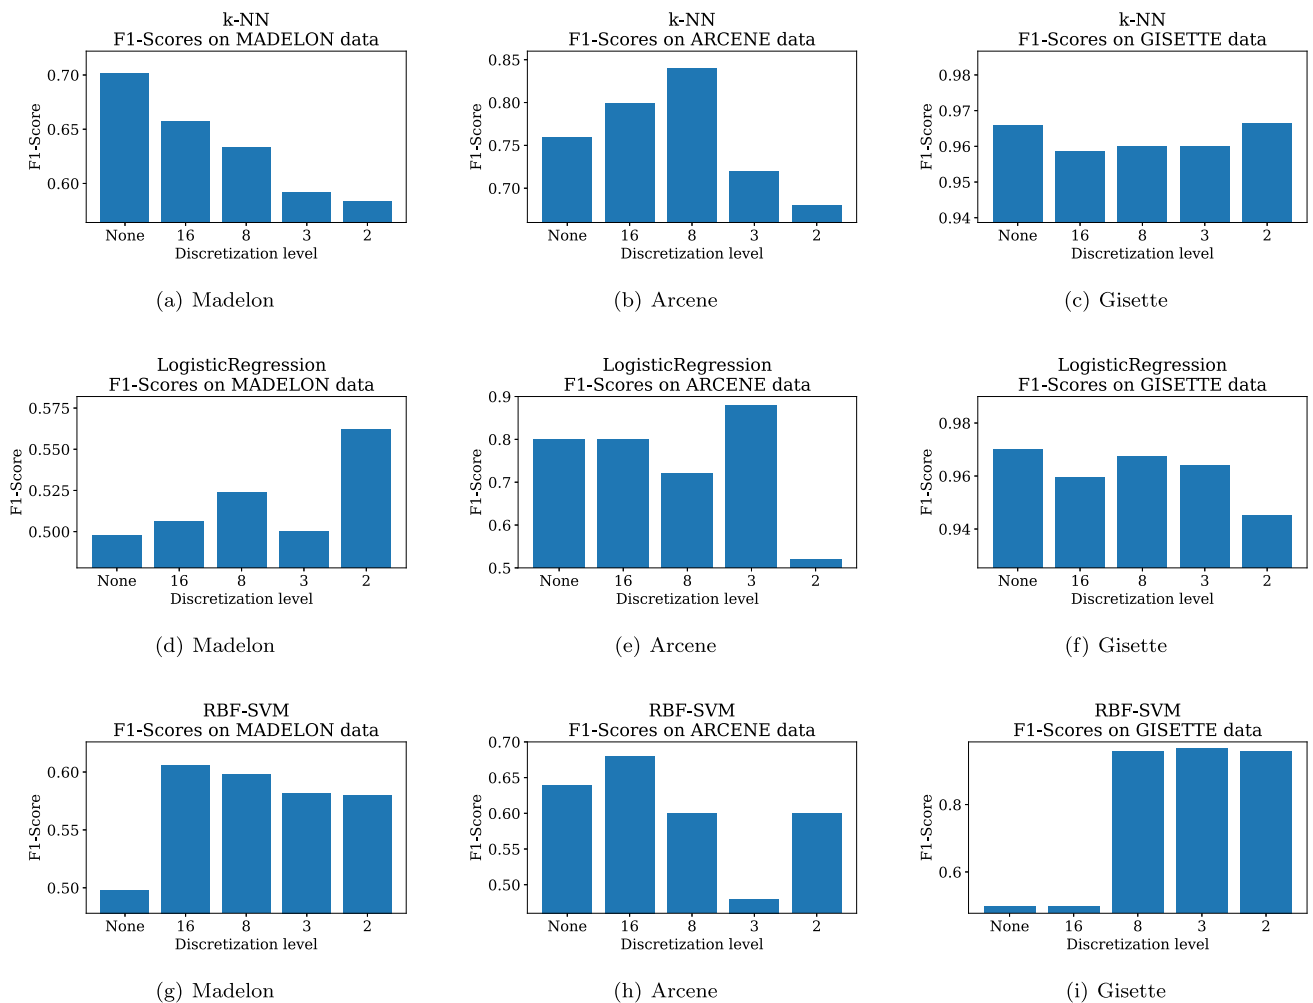 k-NN
F1-Scores on MADELON data
F1-Score
0.70
0.65
0.60
None 16 8 3 2
Discretization level
(a) Madelon
k-NN
F1-Scores on ARCENE data
F1-Score
0.85
0.80
0.75
0.70
None 16 8 3 2
Discretization level
(b) Arcene
k-NN
F1-Scores on GISETTE data
F1-Score
0.98
0.97
0.96
0.95
0.94
None 16 8 3 2
Discretization level
(c) Gisette
LogisticRegression
F1-Scores on MADELON data
F1-Score
0.575
0.550
0.525
0.500
None 16 8 3 2
Discretization level
(d) Madelon
LogisticRegression
F1-Scores on ARCENE data
F1-Score
0.9
0.8
0.7
0.6
0.5
None 16 8 3 2
Discretization level
(e) Arcene
LogisticRegression
F1-Scores on GISETTE data
F1-Score
0.98
0.96
0.94
None 16 8 3 2
Discretization level
(f) Gisette
RBF-SVM
F1-Scores on MADELON data
F1-Score
0.60
0.55
0.50
None 16 8 3 2
Discretization level
(g) Madelon
RBF-SVM
F1-Scores on ARCENE data
F1-Score
0.70
0.65
0.60
0.55
0.50
None 16 8 3 2
Discretization level
(h) Arcene
RBF-SVM
F1-Scores on GISETTE data
F1-Score
0.8
0.6
None 16 8 3 2
Discretization level
(i) Gisette